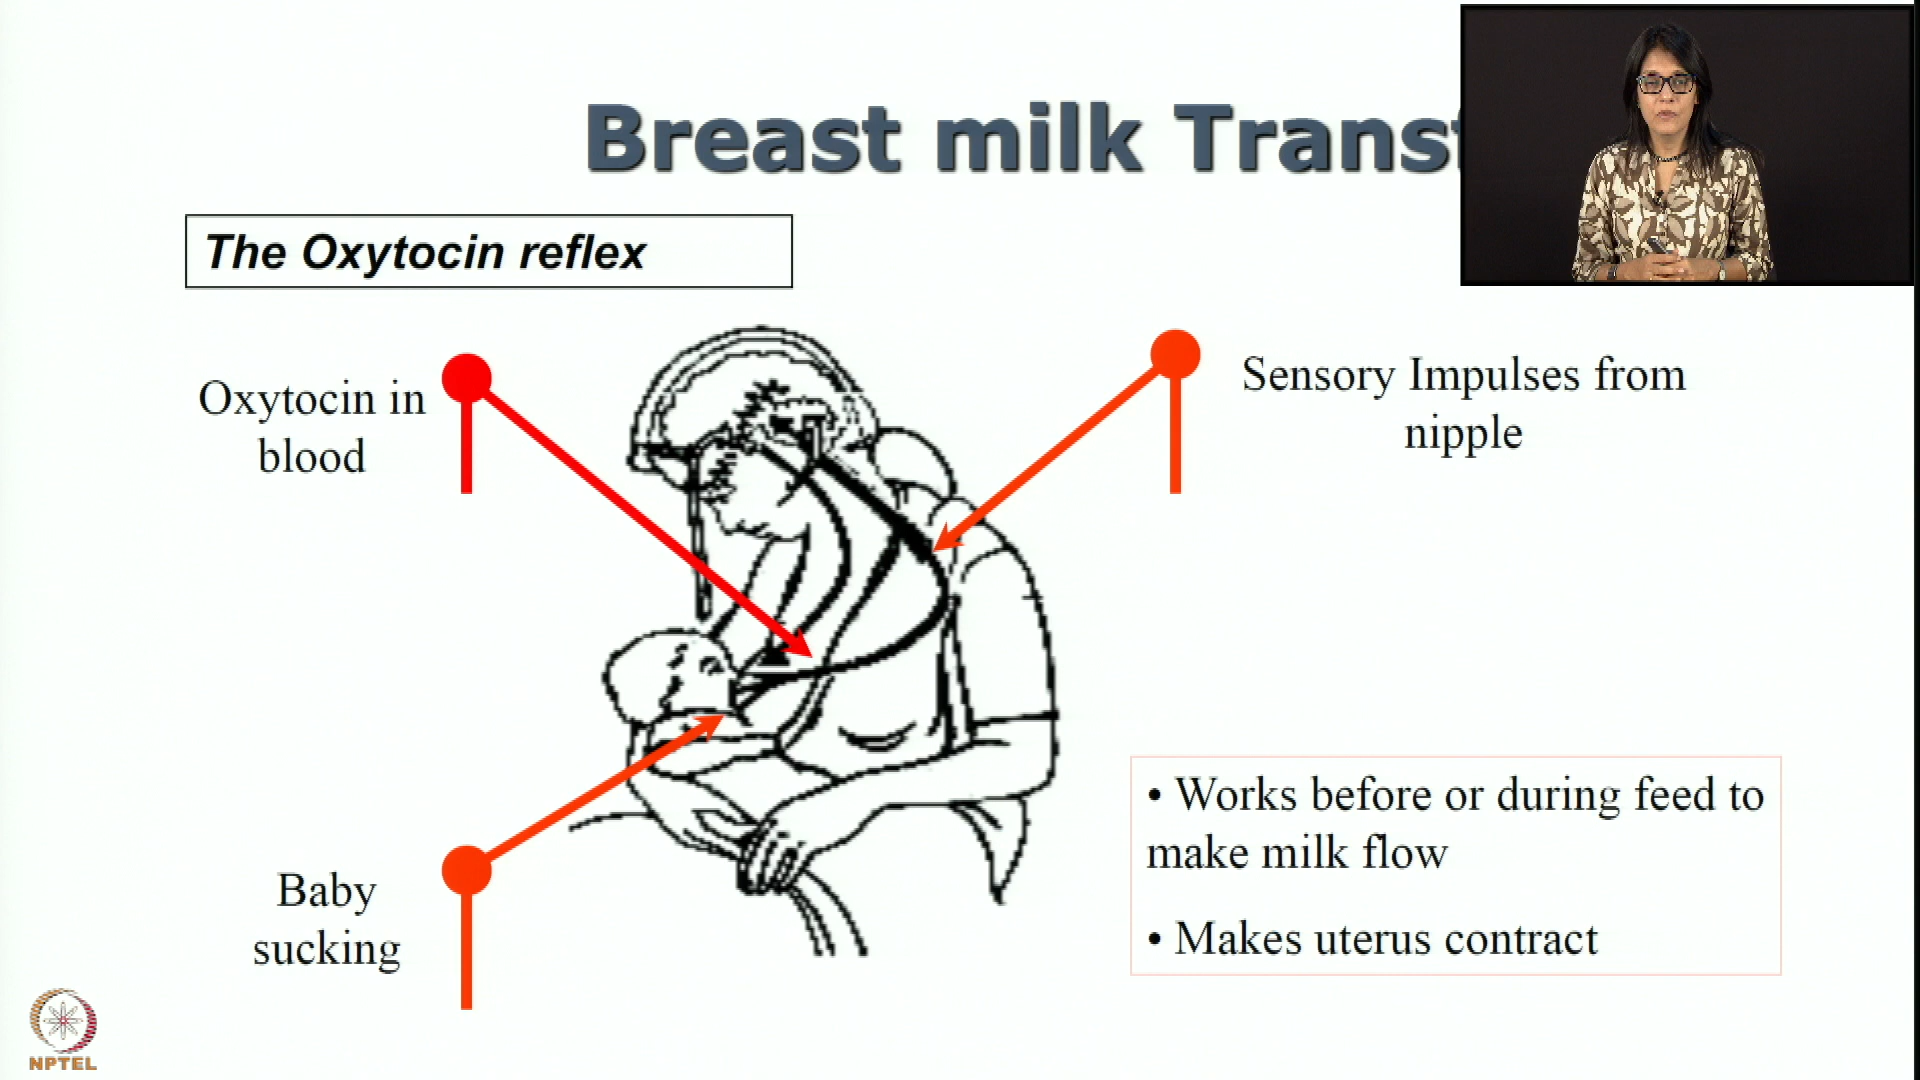 Breast milk
The Oxytocin reflex
Oxytocin in
blood
Sensory Impulses from
nipple
Baby
sucking
• Works before or during feed to
make milk flow
• Makes uterus contract
NPTEL